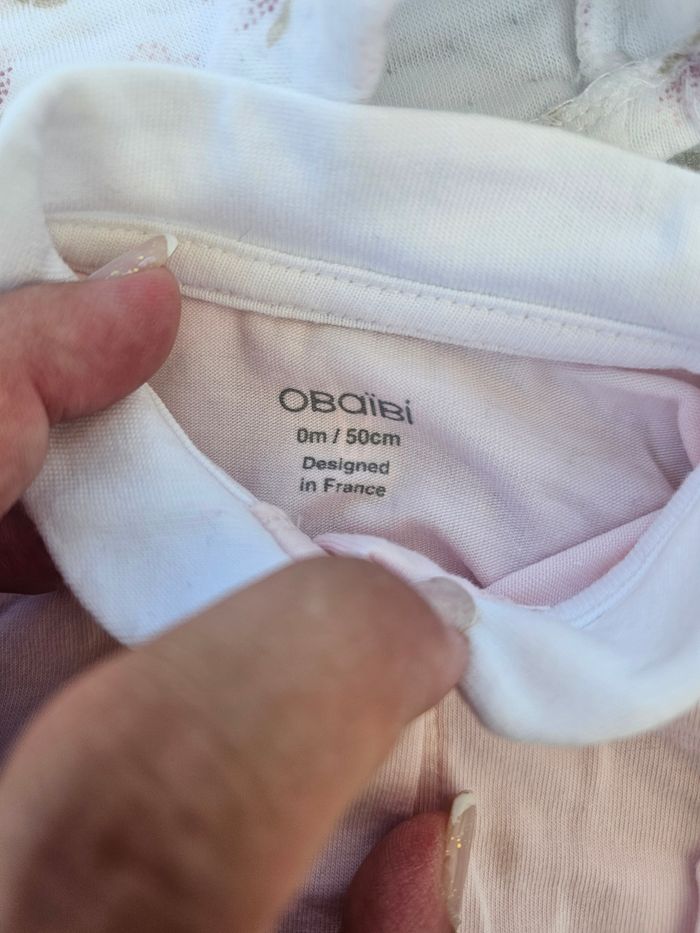 OBaïBi
0m / 50cm
Designed
in France